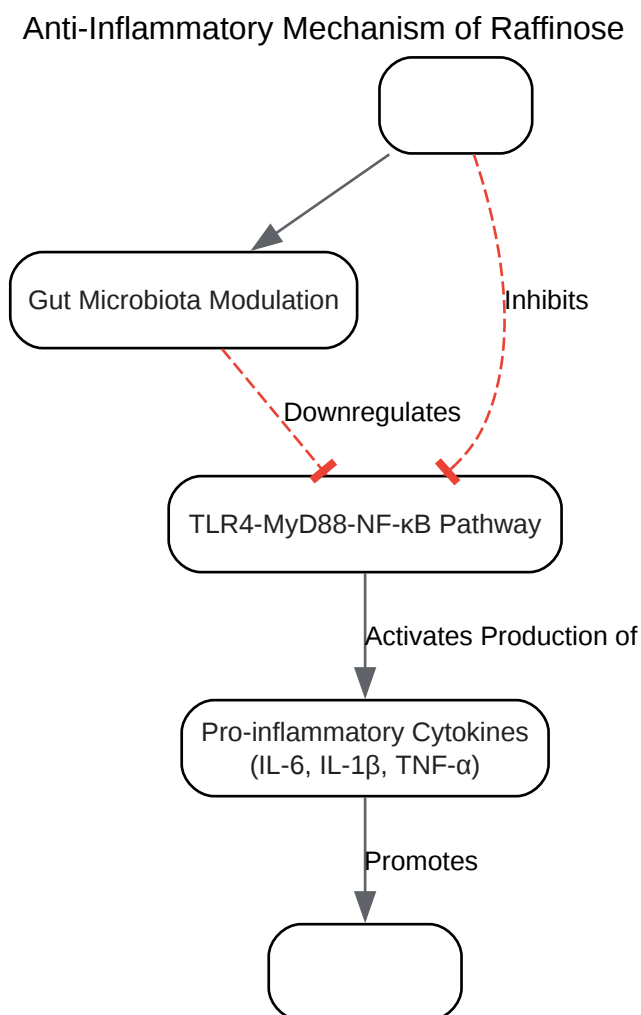 Anti-Inflammatory Mechanism of Raffinose
Gut Microbiota Modulation
Inhibits
Downregulates
TLR4-MyD88-NF-κB Pathway
Activates Production of
Pro-inflammatory Cytokines
(IL-6, IL-1β, TNF-α)
Promotes